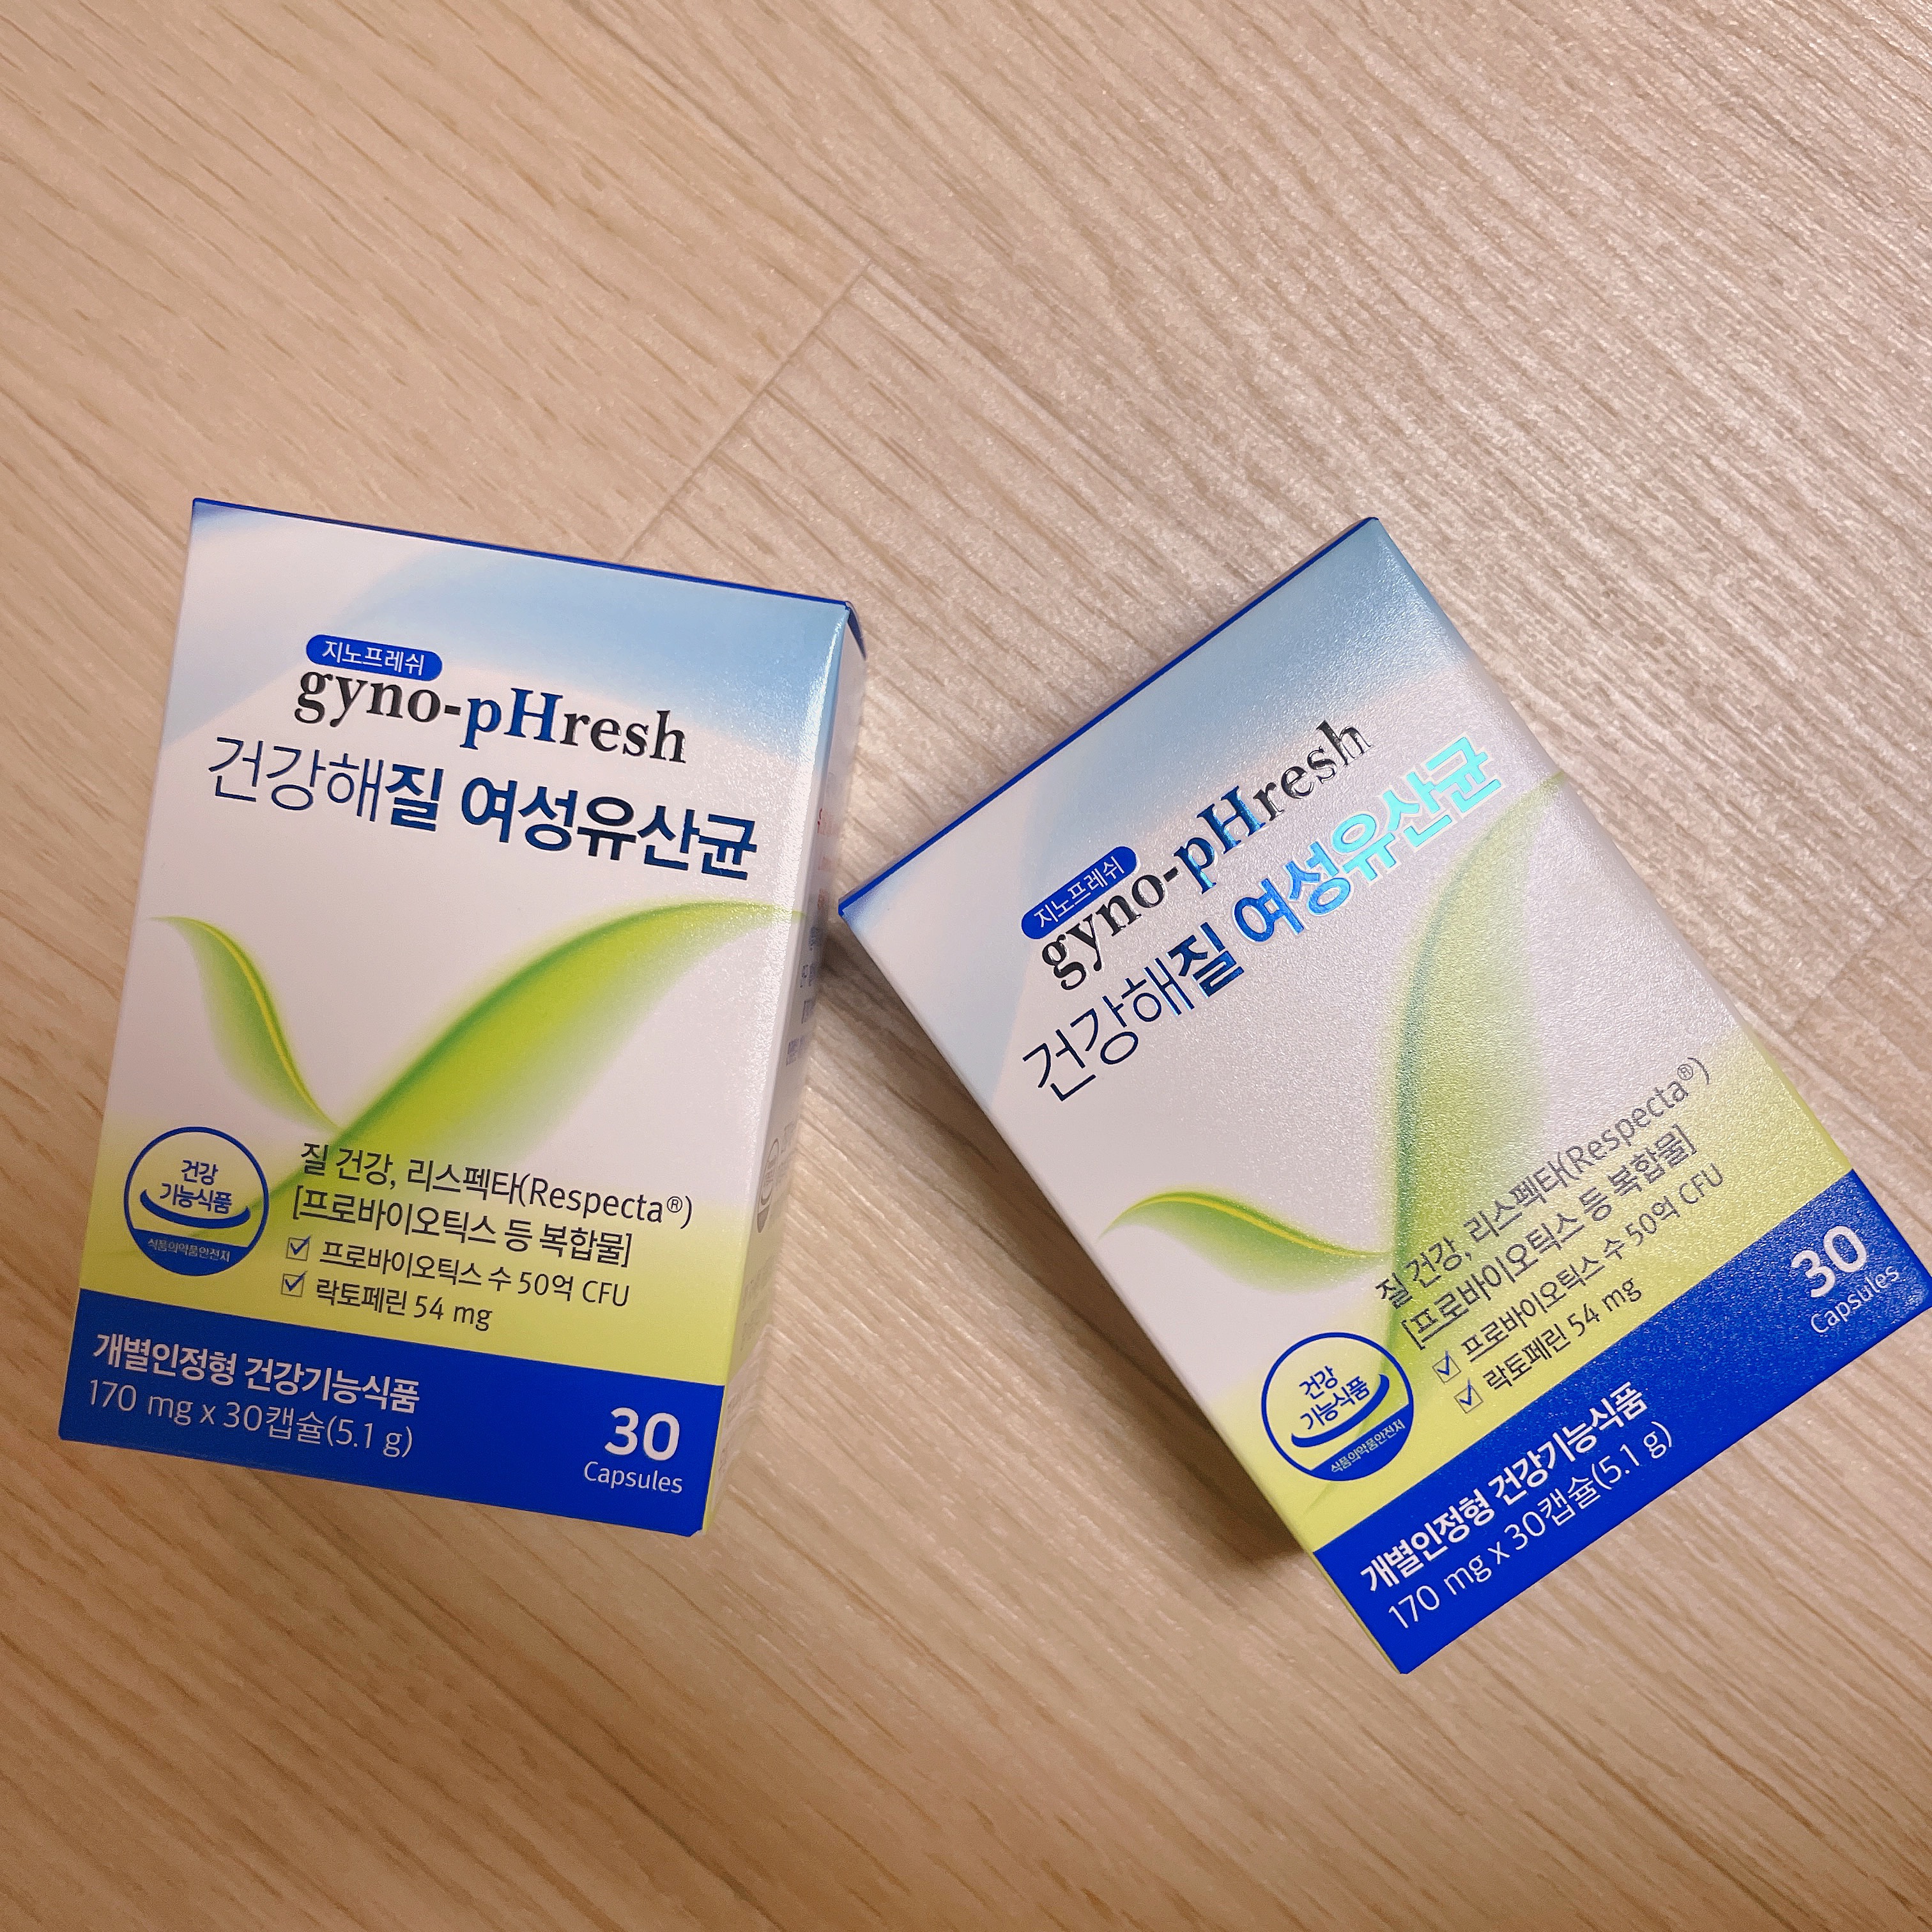 지노프레쉬
gyno-pHresh
건강해질 여성유산균
건강
기능식품
식품의약품안전처
질 건강, 리스펙타(Respecta®)
[프로바이오틱스 등 복합물]
프로바이오틱스 수 50억 CFU
락토페린 54 mg
개별인정형 건강기능식품
170 mg x 30캡슐(5.1 g)
30
Capsules
지노프레쉬
gyno-pHresh
건강해질 여성유산균
건강
기능식품
식품의약품안전처
질 건강, 리스펙타(Respecta®)
[프로바이오틱스 등 복합물]
프로바이오틱스 수 50억 CFU
락토페린 54 mg
개별인정형 건강기능식품
170 mg x 30캡슐(5.1 g)
30
Capsules